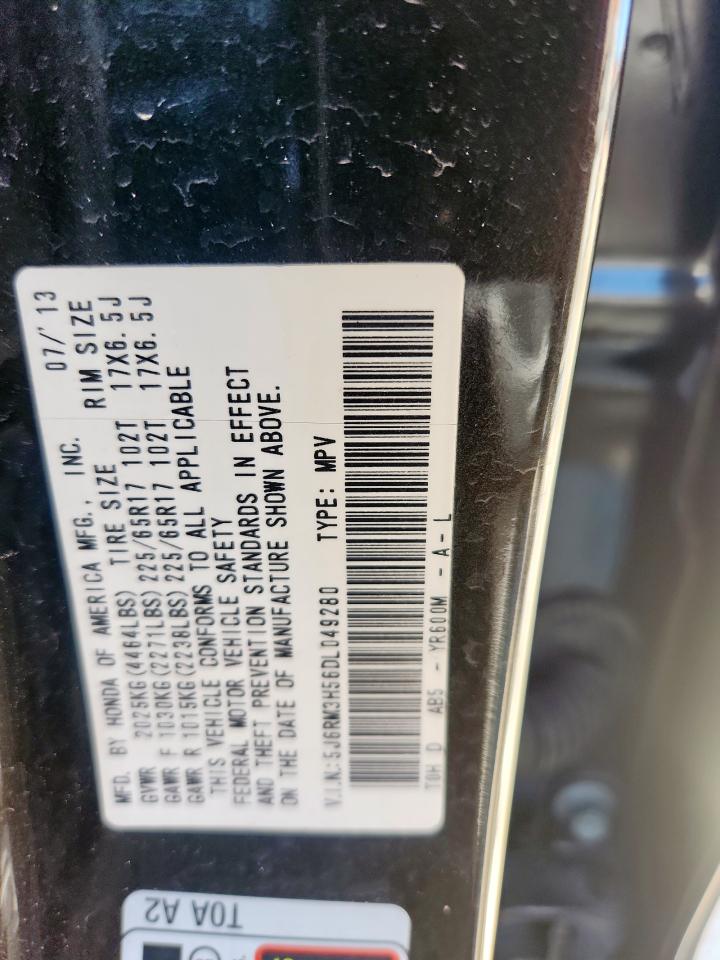 MFD. BY HONDA OF AMERICA MFG., INC. 07/'13
GVWR 2025KG(4464LBS) TIRE SIZE RIM SIZE
GAWR F 1030KG(2271LBS) 225/65R17 102T 17X6.5J
GAWR R 1015KG(2238LBS) 225/65R17 102T 17X6.5J
THIS VEHICLE CONFORMS TO ALL APPLICABLE
FEDERAL MOTOR VEHICLE SAFETY
AND THEFT PREVENTION STANDARDS IN EFFECT
ON THE DATE OF MANUFACTURE SHOWN ABOVE.
V.I.N:5J6RM3H56DL049280 TYPE: MPV
T0H D ABS - YR600M - A - L
T0A A2